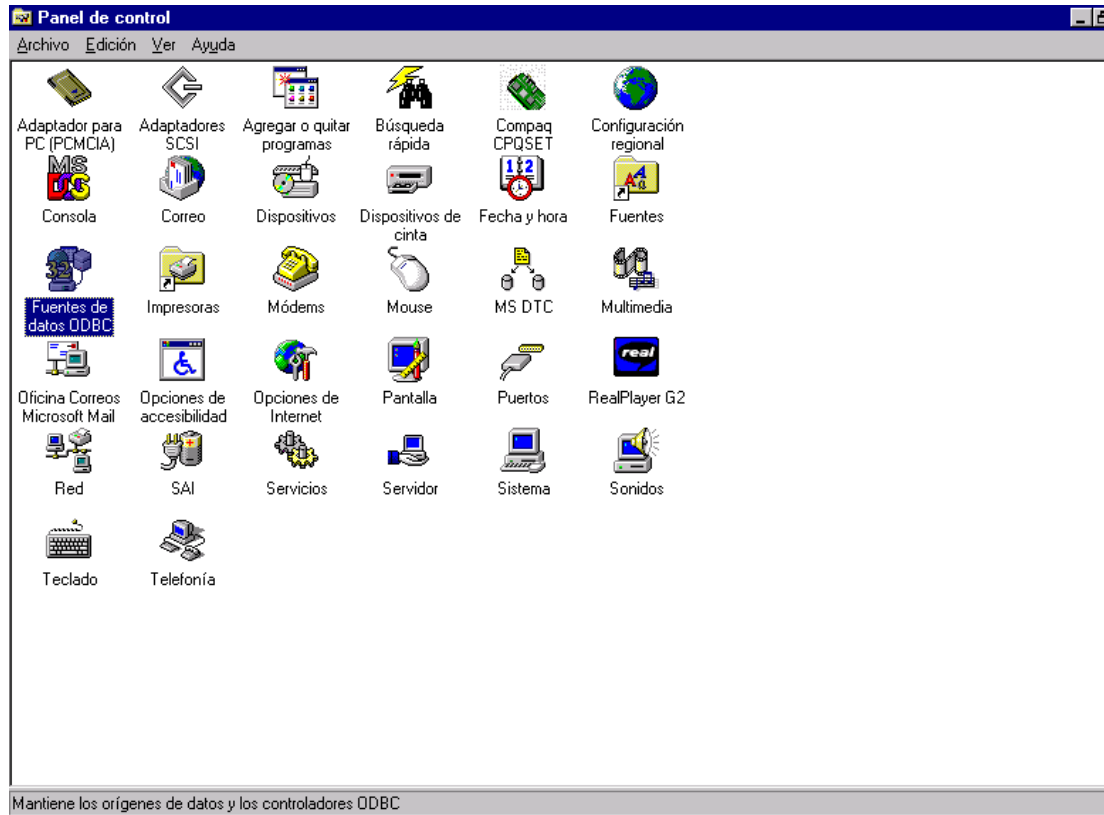 Panel de control
Archivo Edición Ver Ayuda
Adaptador para PC (PCMCIA)
Adaptadores SCSI
Agregar o quitar programas
Búsqueda rápida
Compaq CPQSET
Configuración regional
MS DOS
Consola
Correo
Dispositivos
Dispositivos de cinta
1 2
Fecha y hora
Fuentes
32
Fuentes de datos ODBC
Impresoras
Módems
Mouse
MS DTC
Multimedia
Oficina Correos Microsoft Mail
Opciones de accesibilidad
Opciones de Internet
Pantalla
Puertos
real
RealPlayer G2
Red
SAI
Servicios
Servidor
Sistema
Sonidos
Teclado
Telefonía
Mantiene los orígenes de datos y los controladores ODBC